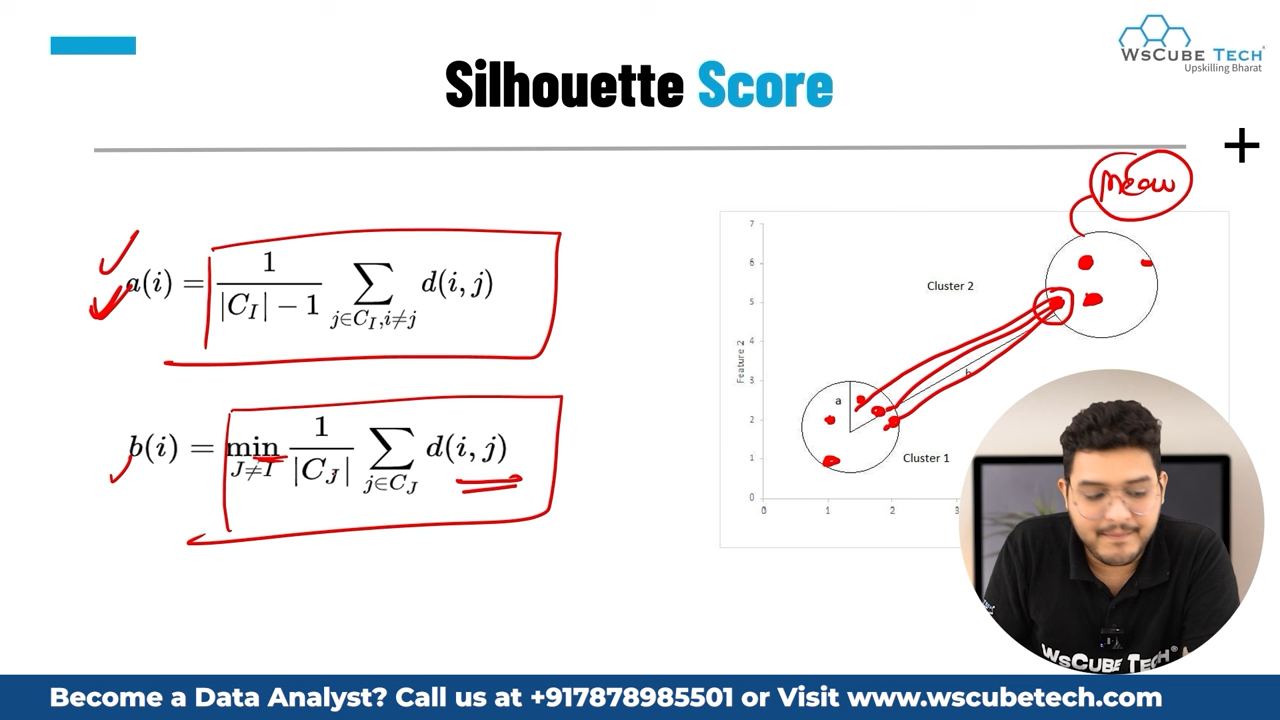 WsCube Tech
Upskilling Bharat
Silhouette Score
Meow
a(i) = 1 / (|C_I| − 1) ∑_{j∈C_I, i≠j} d(i, j)
b(i) = min_{J≠I} 1 / |C_J| ∑_{j∈C_J} d(i, j)
7
6
5
4
3
2
1
0
Feature 2
Cluster 2
a
b
Cluster 1
0
1
2
3
WsCube Tech
Become a Data Analyst? Call us at +917878985501 or Visit www.wscubetech.com